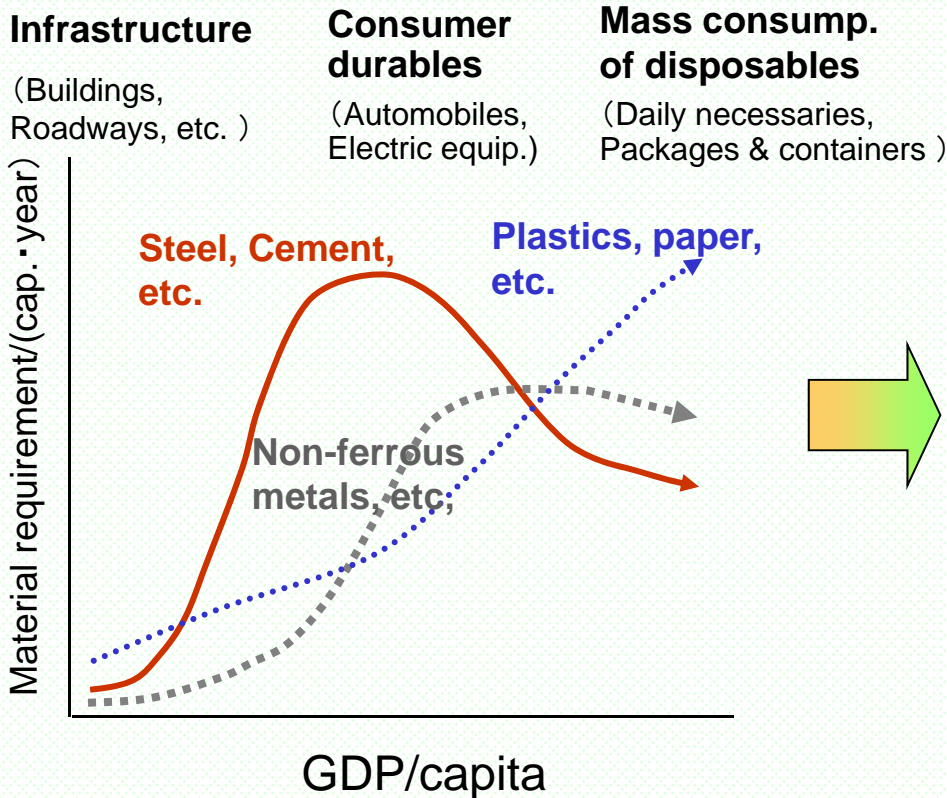 Infrastructure
(Buildings,
Roadways, etc. )
Consumer
durables
(Automobiles,
Electric equip.)
Mass consump.
of disposables
(Daily necessaries,
Packages & containers )
Material requirement/(cap.・year)
Steel, Cement,
etc.
Plastics, paper,
etc.
Non-ferrous
metals, etc,
GDP/capita